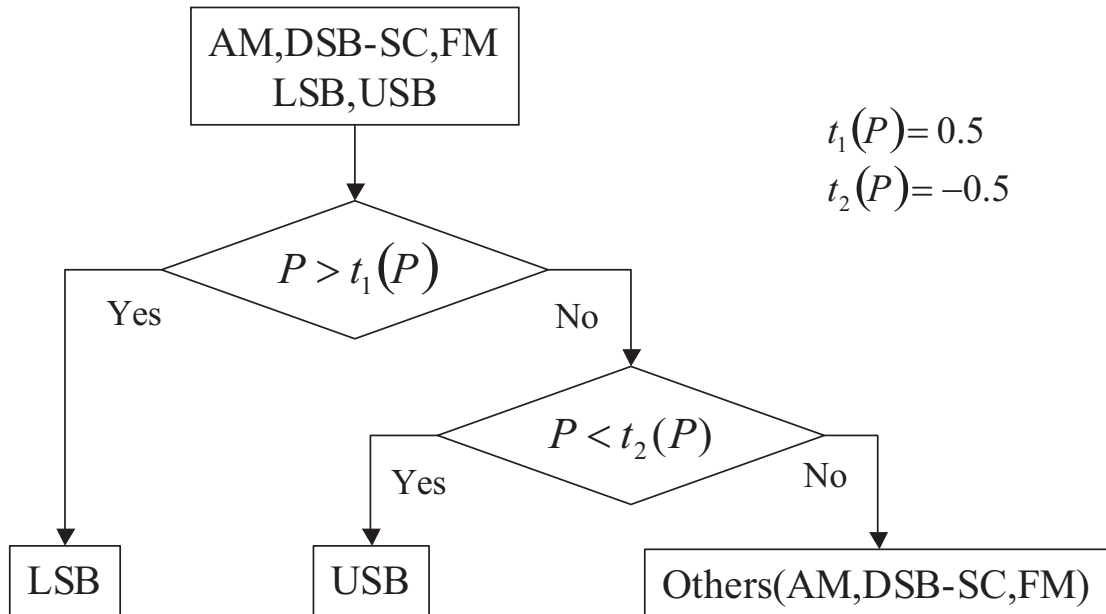 AM,DSB-SC,FM
LSB,USB
t₁(P)= 0.5
t₂(P)= −0.5
P > t₁(P)
Yes
No
P < t₂(P)
Yes
No
LSB
USB
Others(AM,DSB-SC,FM)